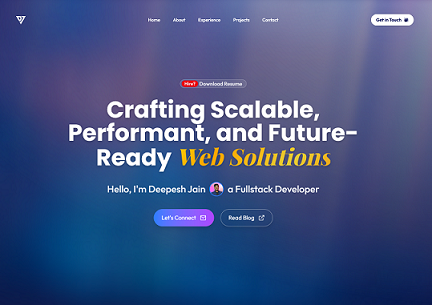 Home About Experience Projects Contact Get in Touch
New? Download Resume
Crafting Scalable,
Performant, and Future-
Ready Web Solutions
Hello, I'm Deepesh Jain a Fullstack Developer
Let's Connect Read Blog